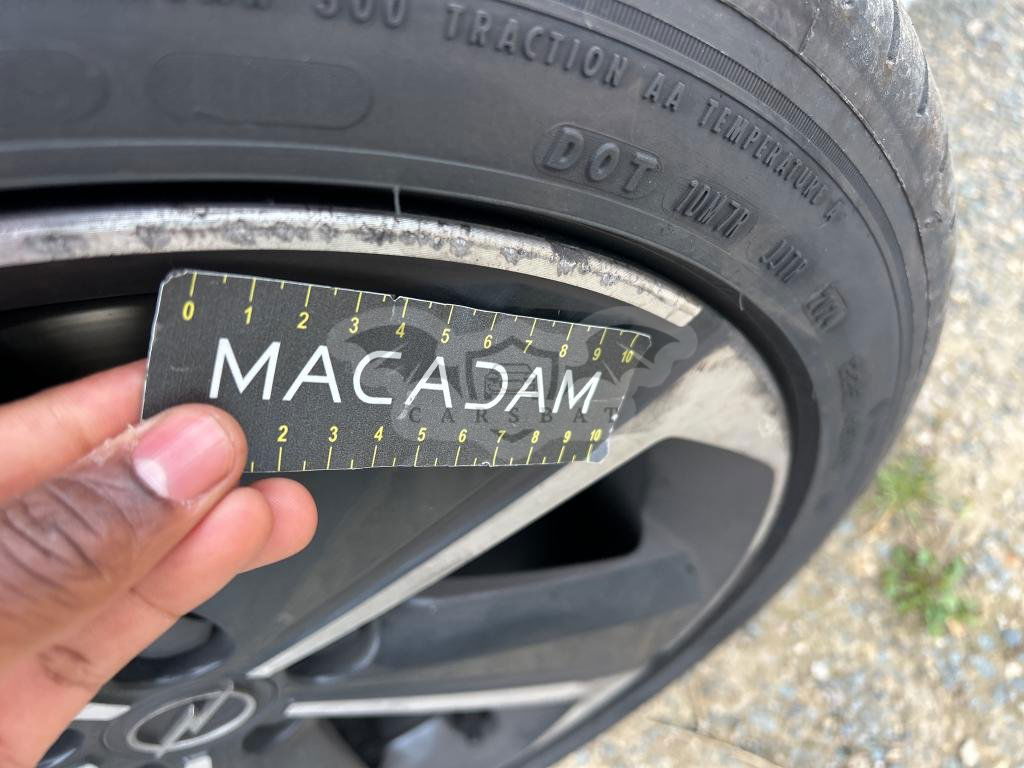 300 TRACTION AA TEMPERATURE A
DOT 1DM7R
0 1 2 3 4 5 6 7 8 9 10
MACADAM
CARSBAT
2 3 4 5 6 7 8 9 10